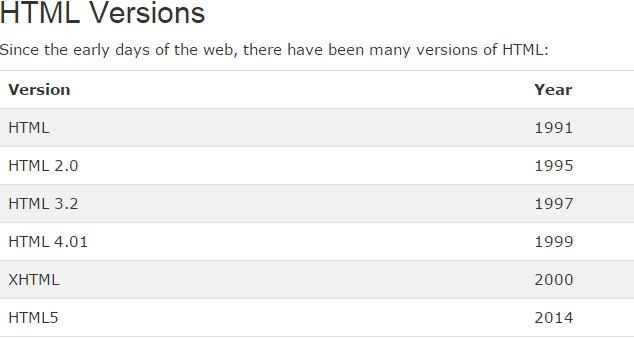 HTML Versions
Since the early days of the web, there have been many versions of HTML:
Version Year
HTML 1991
HTML 2.0 1995
HTML 3.2 1997
HTML 4.01 1999
XHTML 2000
HTML5 2014